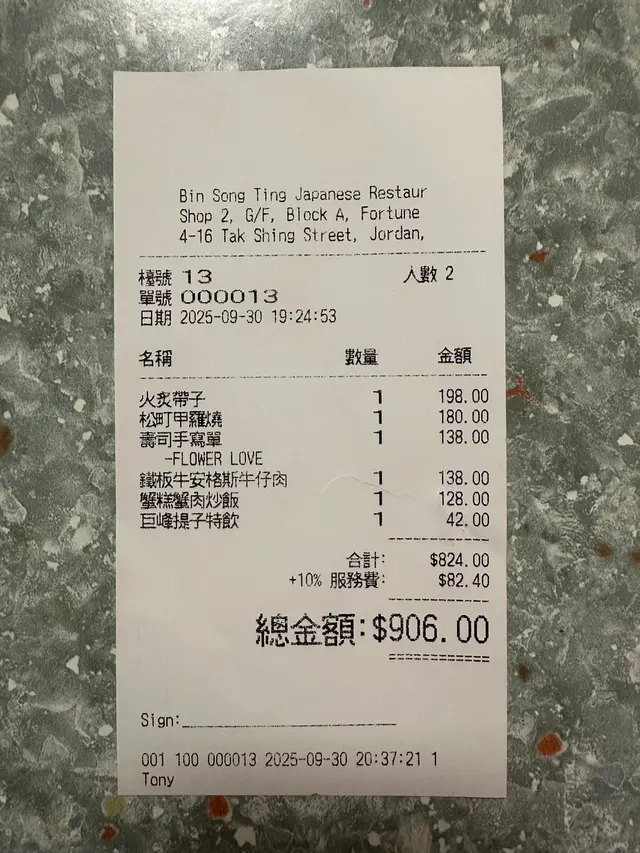 Bin Song Ting Japanese Restaur
Shop 2, G/F, Block A, Fortune
4-16 Tak Shing Street, Jordan,
檯號 13 人數 2
單號 000013
日期 2025-09-30 19:24:53
名稱 數量 金額
火炙帶子 1 198.00
松町甲羅燒 1 180.00
壽司手寫單 1 138.00
-FLOWER LOVE
鐵板牛安格斯牛仔肉 1 138.00
蟹糕蟹肉炒飯 1 128.00
巨峰提子特飲 1 42.00
合計: $824.00
+10% 服務費: $82.40
總金額:$906.00
Sign:
001 100 000013 2025-09-30 20:37:21 1
Tony